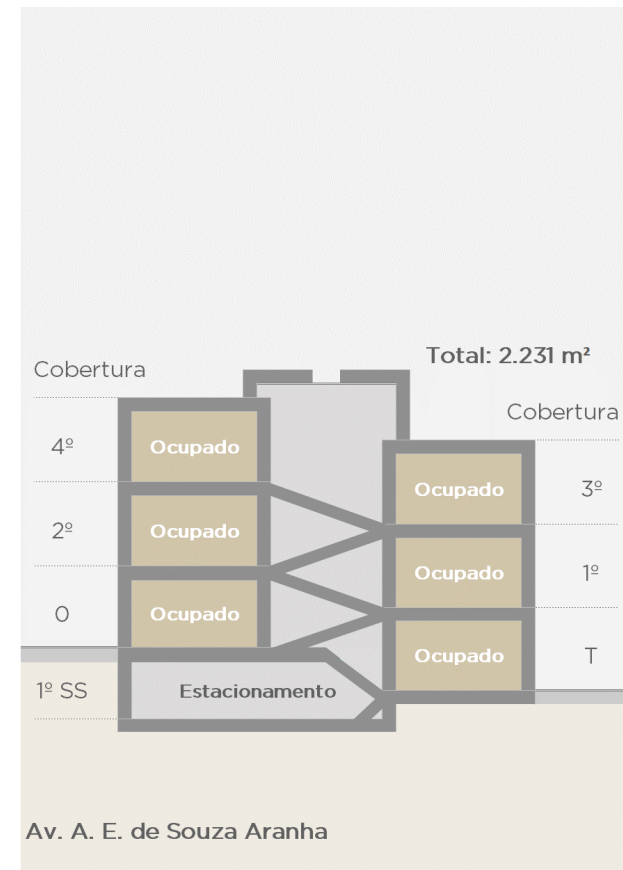 Total: 2.231 m²
Cobertura
Cobertura
4º
Ocupado
Ocupado
3º
2º
Ocupado
Ocupado
1º
0
Ocupado
Ocupado
T
1º SS
Estacionamento
Av. A. E. de Souza Aranha